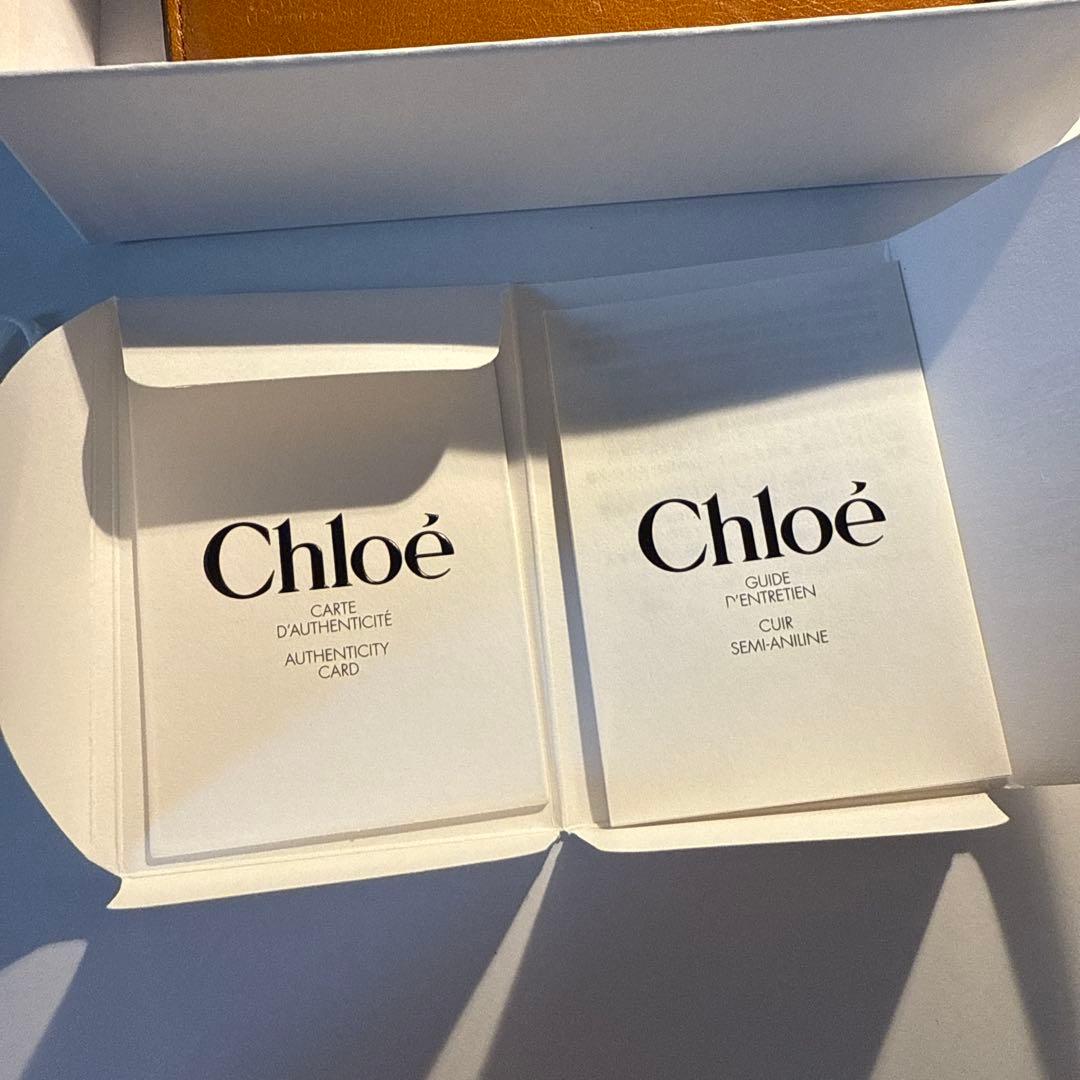 Chloé
CARTE
D'AUTHENTICITÉ
AUTHENTICITY
CARD
Chloé
GUIDE
D'ENTRETIEN
CUIR
SEMI-ANILINE